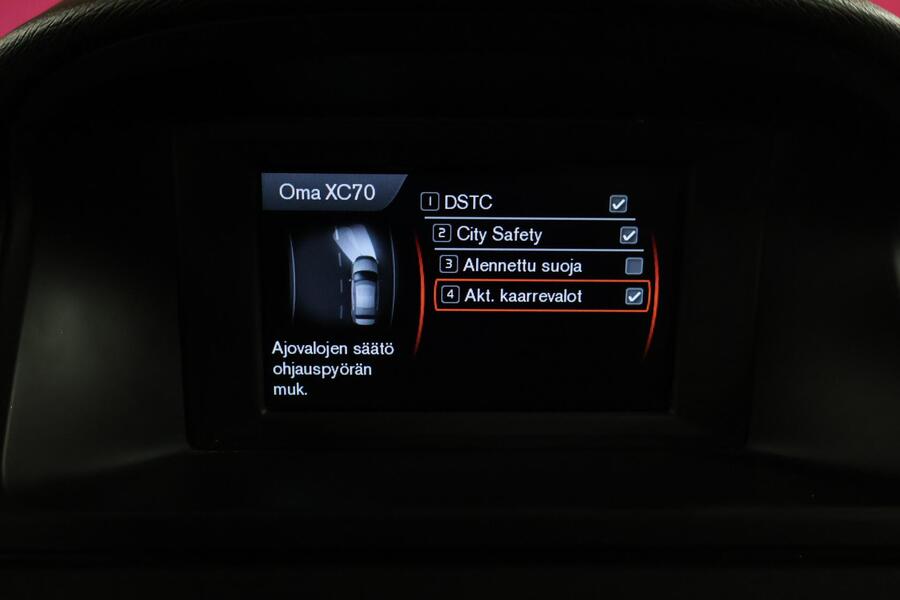 Oma XC70
1 DSTC
2 City Safety
3 Alennettu suoja
4 Akt. kaarrevalot
Ajovalojen säätö
ohjauspyörän
muk.